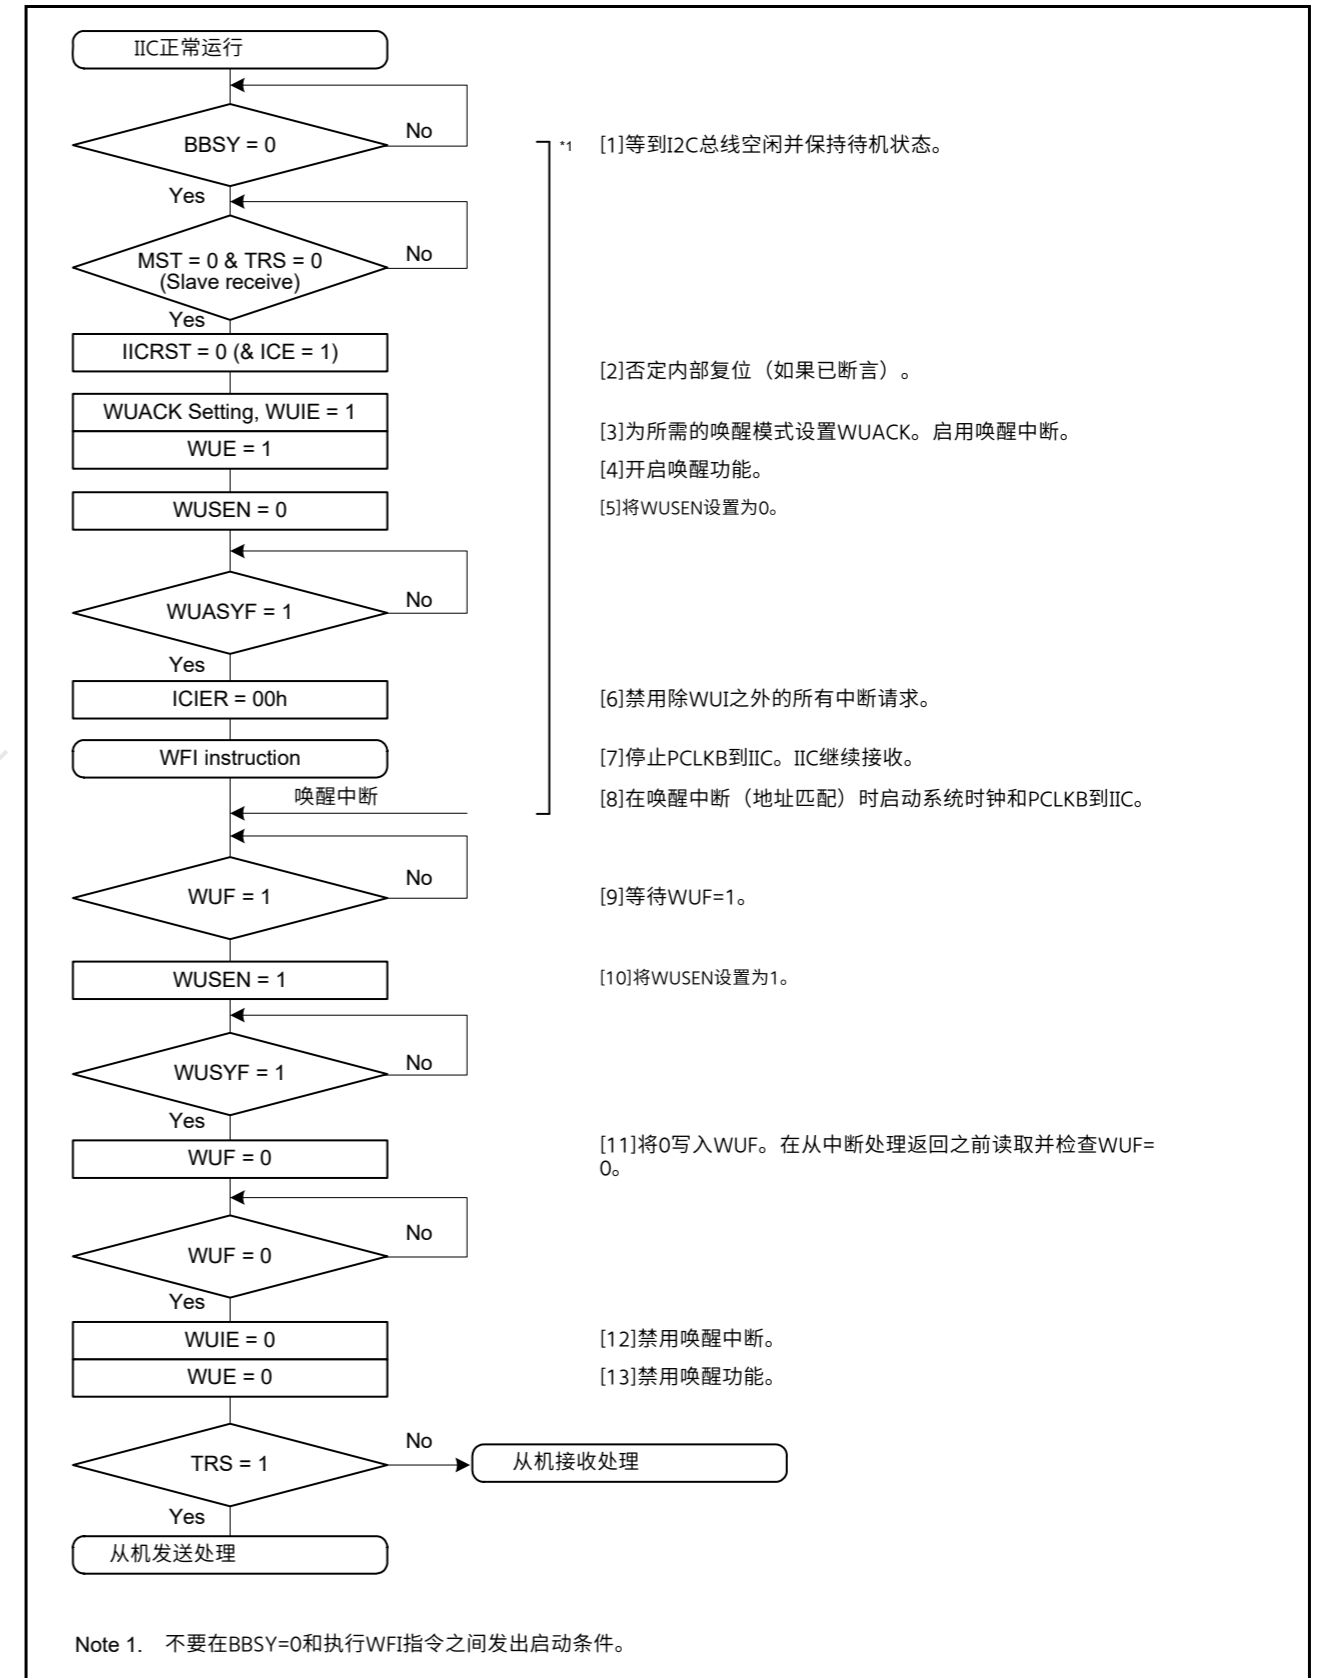 IIC正常运行
BBSY = 0
No
*1
[1]等到I2C总线空闲并保持待机状态。
Yes
MST = 0 & TRS = 0
(Slave receive)
No
Yes
IICRST = 0 (& ICE = 1)
[2]否定内部复位（如果已断言）。
WUACK Setting, WUIE = 1
[3]为所需的唤醒模式设置WUACK。启用唤醒中断。
WUE = 1
[4]开启唤醒功能。
WUSEN = 0
[5]将WUSEN设置为0。
WUASYF = 1
No
Yes
ICIER = 00h
[6]禁用除WUI之外的所有中断请求。
WFI instruction
[7]停止PCLKB到IIC。IIC继续接收。
唤醒中断
[8]在唤醒中断（地址匹配）时启动系统时钟和PCLKB到IIC。
WUF = 1
No
[9]等待WUF=1。
WUSEN = 1
[10]将WUSEN设置为1。
WUSYF = 1
No
Yes
WUF = 0
[11]将0写入WUF。在从中断处理返回之前读取并检查WUF=
0。
WUF = 0
No
Yes
WUIE = 0
[12]禁用唤醒中断。
WUE = 0
[13]禁用唤醒功能。
TRS = 1
No
从机接收处理
Yes
从机发送处理
Note 1. 不要在BBSY=0和执行WFI指令之间发出启动条件。